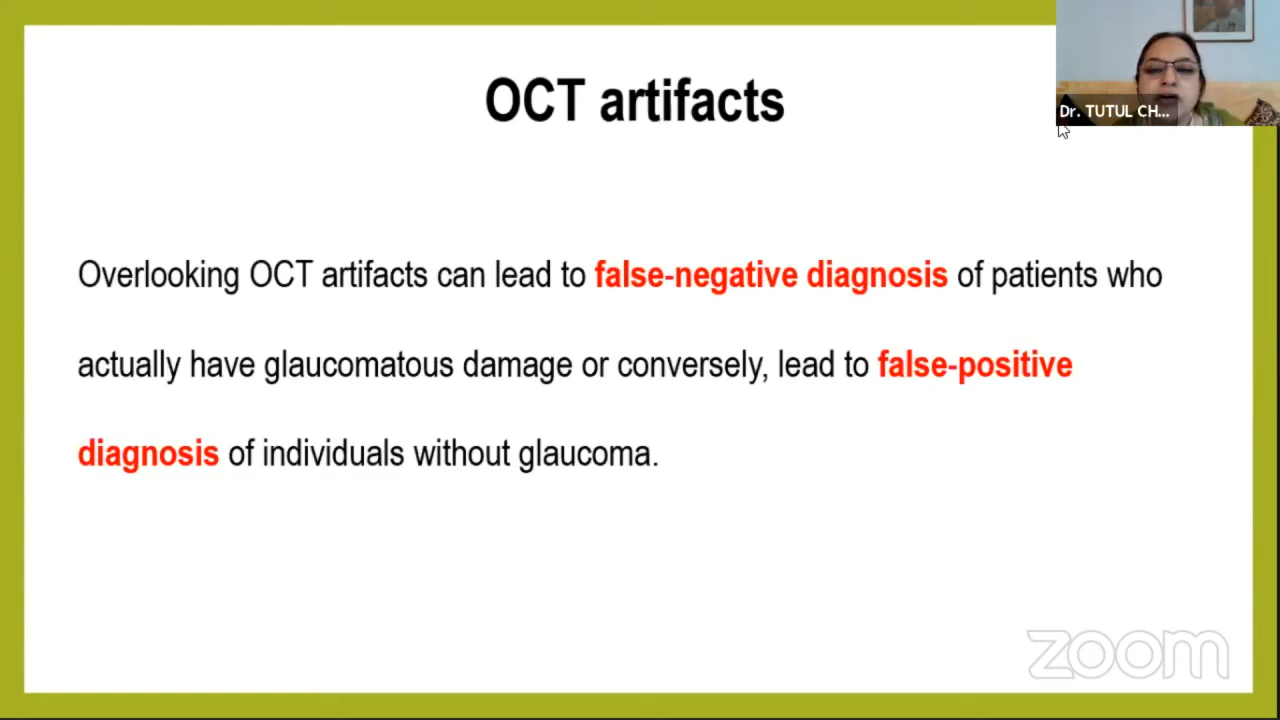 OCT artifacts
Dr. TUTUL CH...
Overlooking OCT artifacts can lead to false-negative diagnosis of patients who
actually have glaucomatous damage or conversely, lead to false-positive
diagnosis of individuals without glaucoma.
zoom